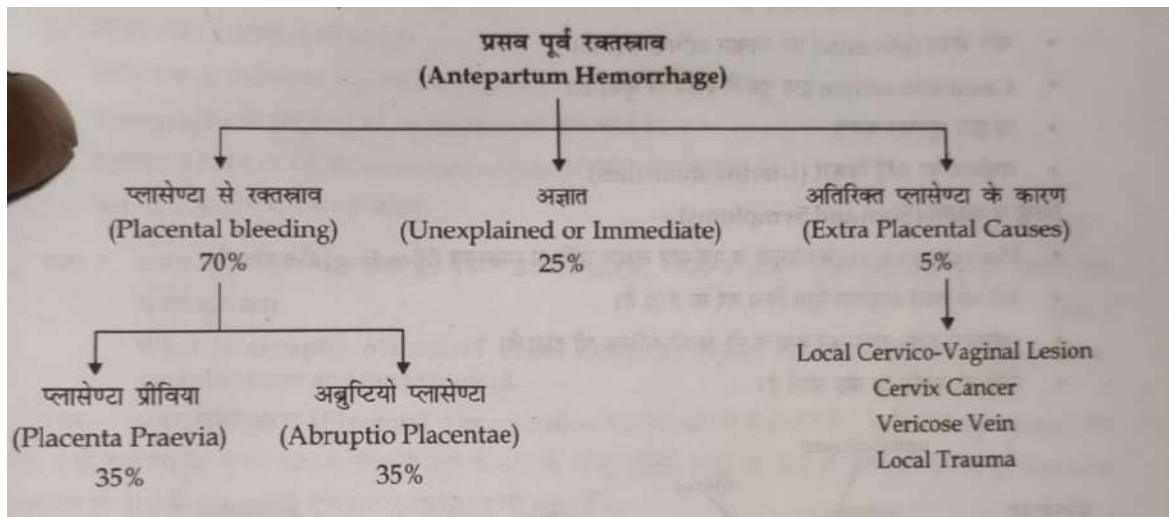 प्रसव पूर्व रक्तस्त्राव
(Antepartum Hemorrhage)
प्लासेण्टा से रक्तस्त्राव
(Placental bleeding)
70%
अज्ञात
(Unexplained or Immediate)
25%
अतिरिक्त प्लासेण्टा के कारण
(Extra Placental Causes)
5%
प्लासेण्टा प्रीविया
(Placenta Praevia)
35%
अब्रुप्टियो प्लासेण्टा
(Abruptio Placentae)
35%
Local Cervico-Vaginal Lesion
Cervix Cancer
Vericose Vein
Local Trauma